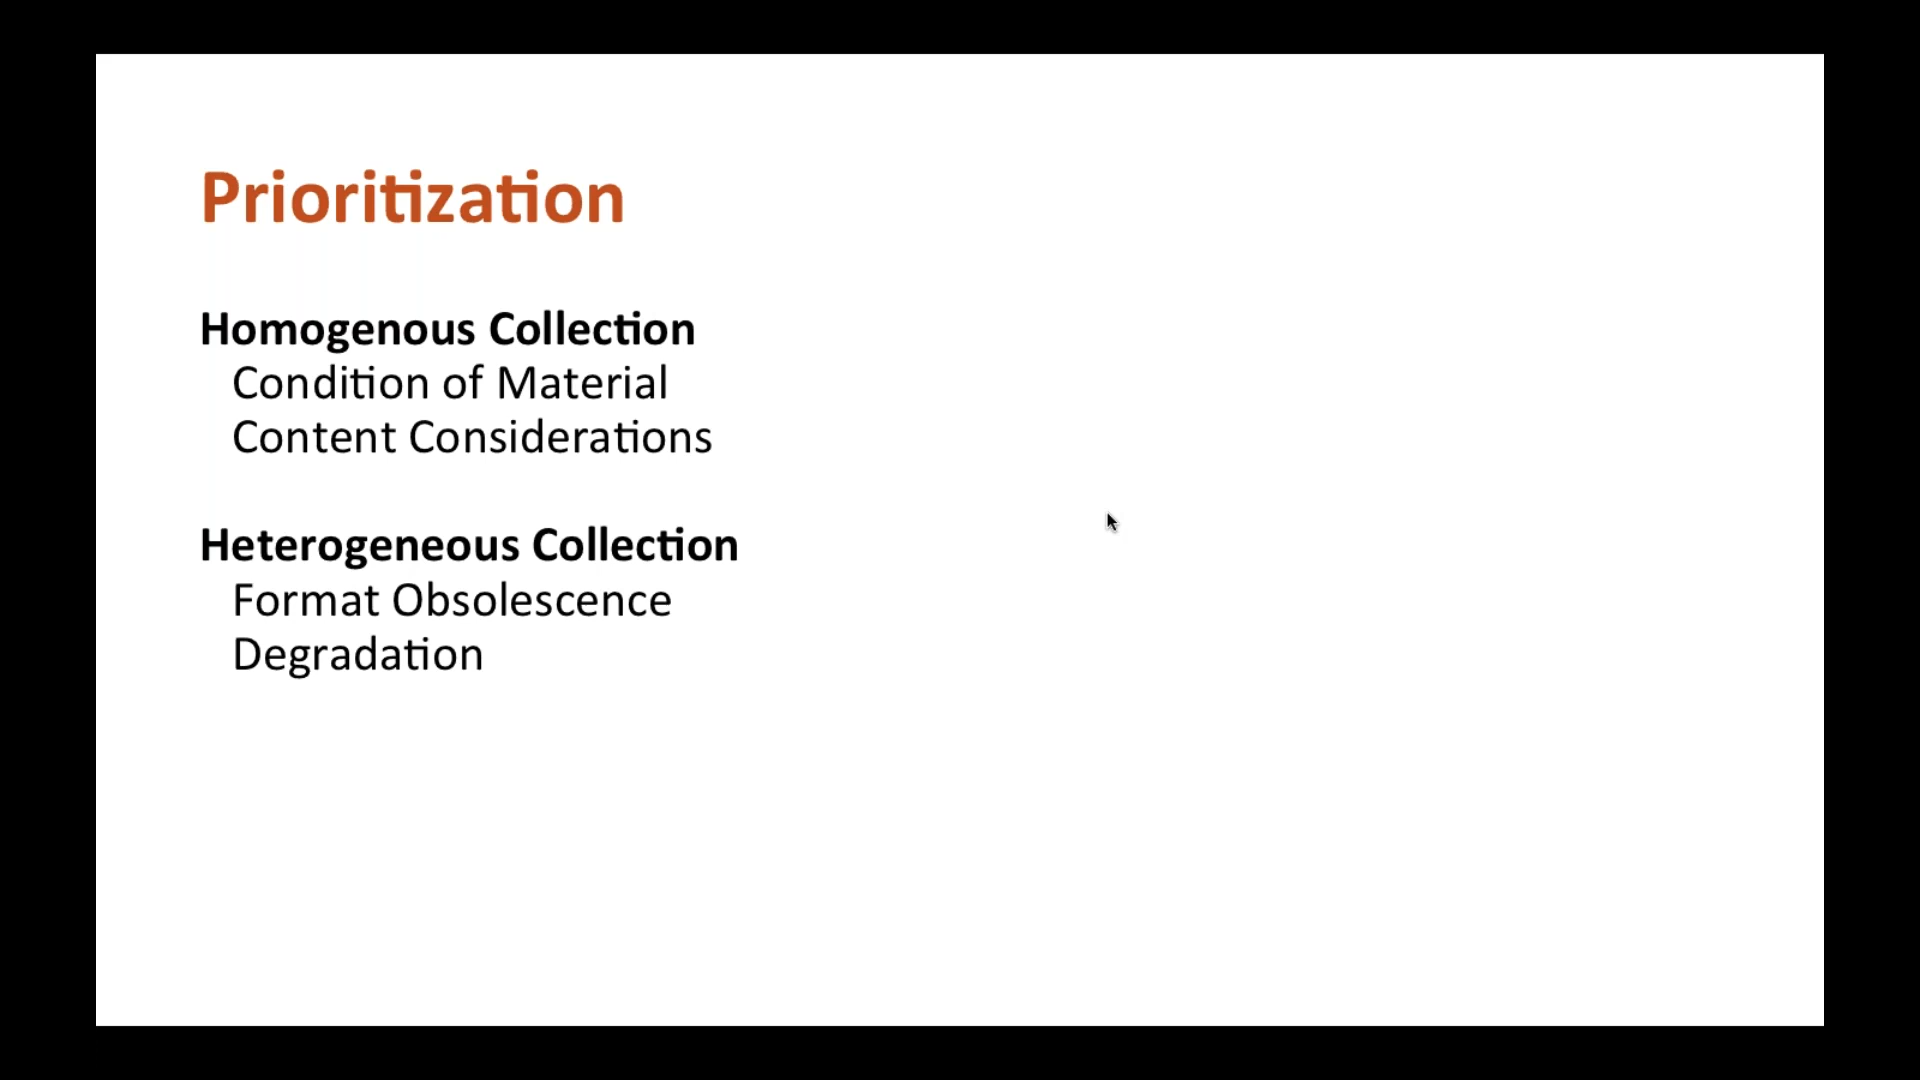 Prioritization
Homogenous Collection
Condition of Material
Content Considerations
Heterogeneous Collection
Format Obsolescence
Degradation